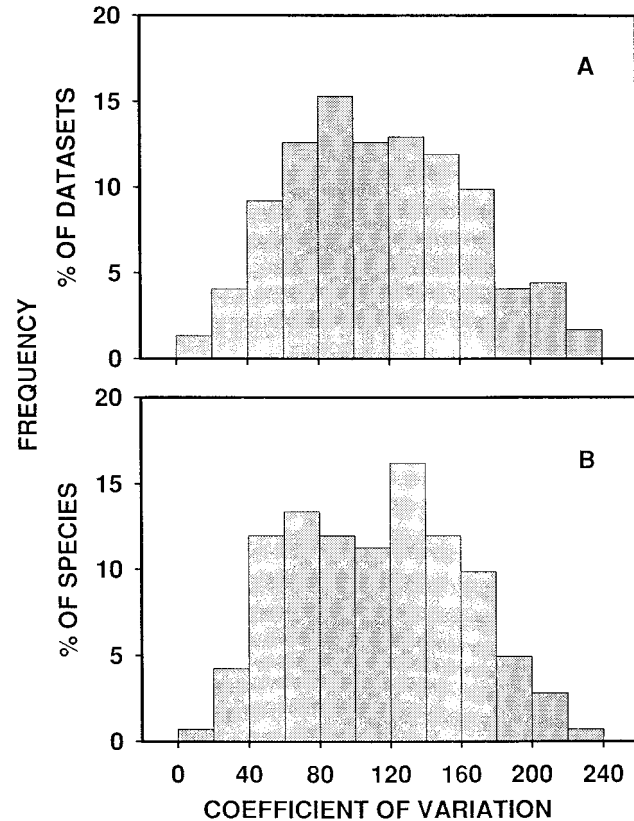 FREQUENCY
% OF DATASETS
20
15
10
5
0
A
% OF SPECIES
20
15
10
5
0
B
0 40 80 120 160 200 240
COEFFICIENT OF VARIATION